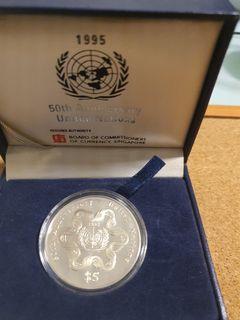 1995
50th Anniversary
United Nations
ISSUING AUTHORITY
BOARD OF COMMISSIONERS
OF CURRENCY, SINGAPORE
$5